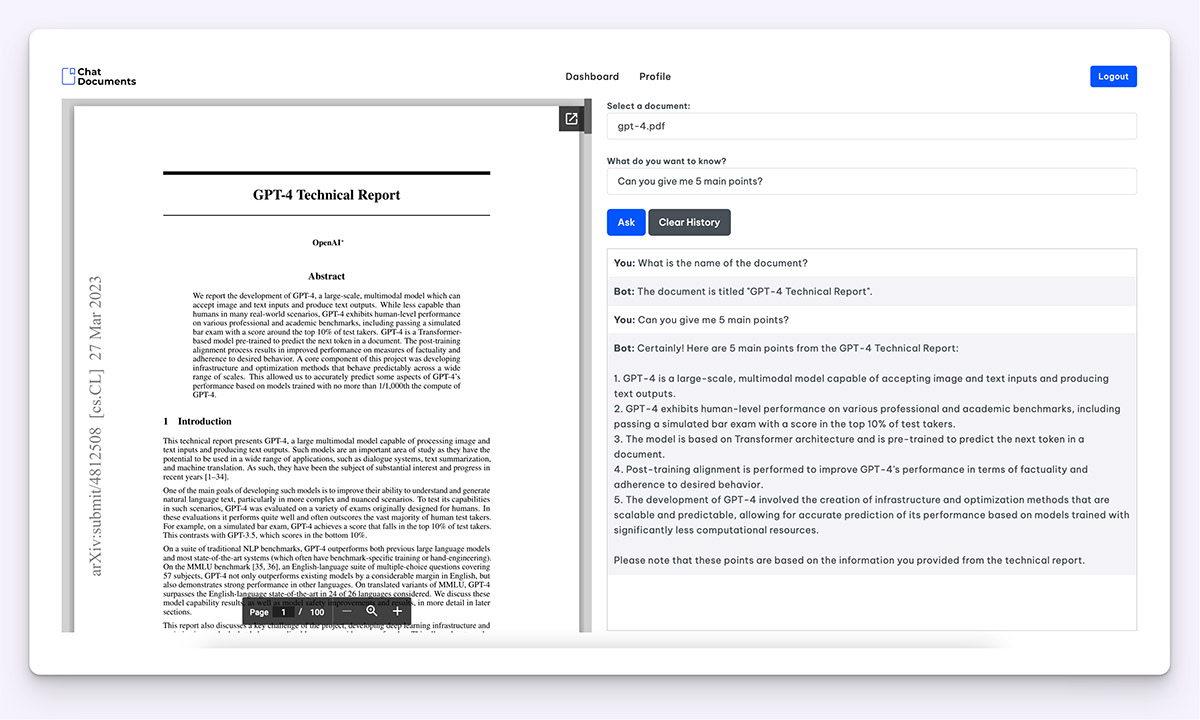 Chat
Documents
Dashboard
Profile
Logout
arXiv:submit/4812508 [cs.CL] 27 Mar 2023
GPT-4 Technical Report
OpenAI*
Abstract
We report the development of GPT-4, a large-scale, multimodal model which can
accept image and text inputs and produce text outputs. While less capable than
humans in many real-world scenarios, GPT-4 exhibits human-level performance
on various professional and academic benchmarks, including passing a simulated
bar exam with a score around the top 10% of test takers. GPT-4 is a Transformer-
based model pre-trained to predict the next token in a document. The post-training
alignment process results in improved performance on measures of factuality and
adherence to desired behavior. A core component of this project was developing
infrastructure and optimization methods that behave predictably across a wide
range of scales. This allowed us to accurately predict some aspects of GPT-4's
performance based on models trained with no more than 1/1,000th the compute of
GPT-4.
1 Introduction
This technical report presents GPT-4, a large multimodal model capable of processing image and
text inputs and producing text outputs. Such models are an important area of study as they have the
potential to be used in a wide range of applications, such as dialogue systems, text summarization,
and machine translation. As such, they have been the subject of substantial interest and progress in
recent years [1–34].
One of the main goals of developing such models is to improve their ability to understand and generate
natural language text, particularly in more complex and nuanced scenarios. To test its capabilities
in such scenarios, GPT-4 was evaluated on a variety of exams originally designed for humans. In
these evaluations it performs quite well and often outscores the vast majority of human test takers.
For example, on a simulated bar exam, GPT-4 achieves a score that falls in the top 10% of test takers.
This contrasts with GPT-3.5, which scores in the bottom 10%.
On a suite of traditional NLP benchmarks, GPT-4 outperforms both previous large language models
and most state-of-the-art systems (which often have benchmark-specific training or hand-engineering).
On the MMLU benchmark [35, 36], an English-language suite of multiple-choice questions covering
57 subjects, GPT-4 not only outperforms existing models by a considerable margin in English, but
also demonstrates strong performance in other languages. On translated variants of MMLU, GPT-4
surpasses the English-language state-of-the-art in 24 of 26 languages considered. We discuss these
model capability results, as well as model safety improvements and results, in more detail in later
sections.
This report also discusses a key challenge of the project, developing deep learning infrastructure and
Page 1 / 100
Select a document:
gpt-4.pdf
What do you want to know?
Can you give me 5 main points?
Ask
Clear History
You: What is the name of the document?
Bot: The document is titled "GPT-4 Technical Report".
You: Can you give me 5 main points?
Bot: Certainly! Here are 5 main points from the GPT-4 Technical Report:
1. GPT-4 is a large-scale, multimodal model capable of accepting image and text inputs and producing
text outputs.
2. GPT-4 exhibits human-level performance on various professional and academic benchmarks, including
passing a simulated bar exam with a score in the top 10% of test takers.
3. The model is based on Transformer architecture and is pre-trained to predict the next token in a
document.
4. Post-training alignment is performed to improve GPT-4's performance in terms of factuality and
adherence to desired behavior.
5. The development of GPT-4 involved the creation of infrastructure and optimization methods that are
scalable and predictable, allowing for accurate prediction of its performance based on models trained with
significantly less computational resources.
Please note that these points are based on the information you provided from the technical report.